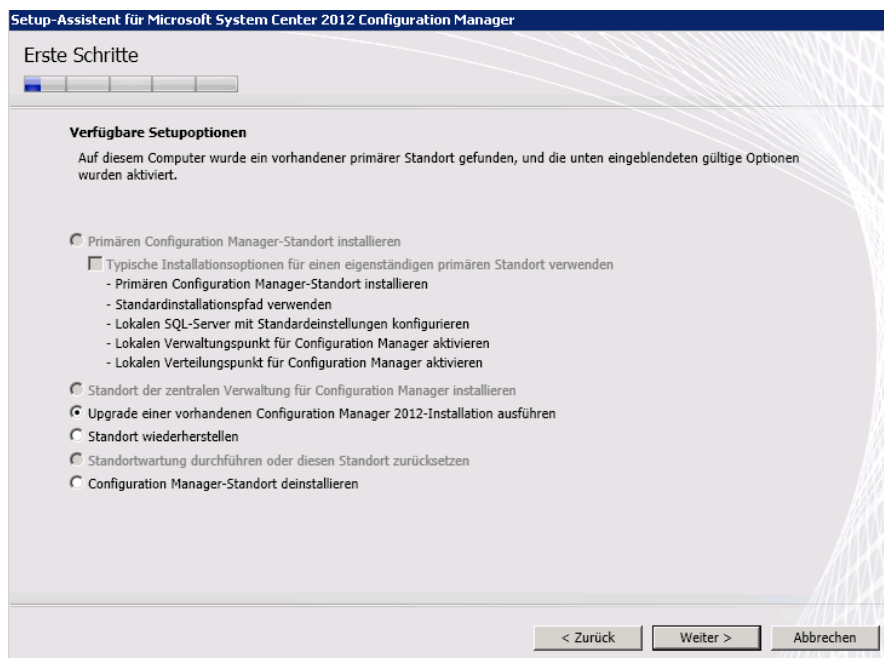 Setup-Assistent für Microsoft System Center 2012 Configuration Manager
Erste Schritte
Verfügbare Setupoptionen
Auf diesem Computer wurde ein vorhandener primärer Standort gefunden, und die unten eingeblendeten gültige Optionen
wurden aktiviert.
Primären Configuration Manager-Standort installieren
Typische Installationsoptionen für einen eigenständigen primären Standort verwenden
- Primären Configuration Manager-Standort installieren
- Standardinstallationspfad verwenden
- Lokalen SQL-Server mit Standardeinstellungen konfigurieren
- Lokalen Verwaltungspunkt für Configuration Manager aktivieren
- Lokalen Verteilungspunkt für Configuration Manager aktivieren
Standort der zentralen Verwaltung für Configuration Manager installieren
Upgrade einer vorhandenen Configuration Manager 2012-Installation ausführen
Standort wiederherstellen
Standortwartung durchführen oder diesen Standort zurücksetzen
Configuration Manager-Standort deinstallieren
< Zurück
Weiter >
Abbrechen